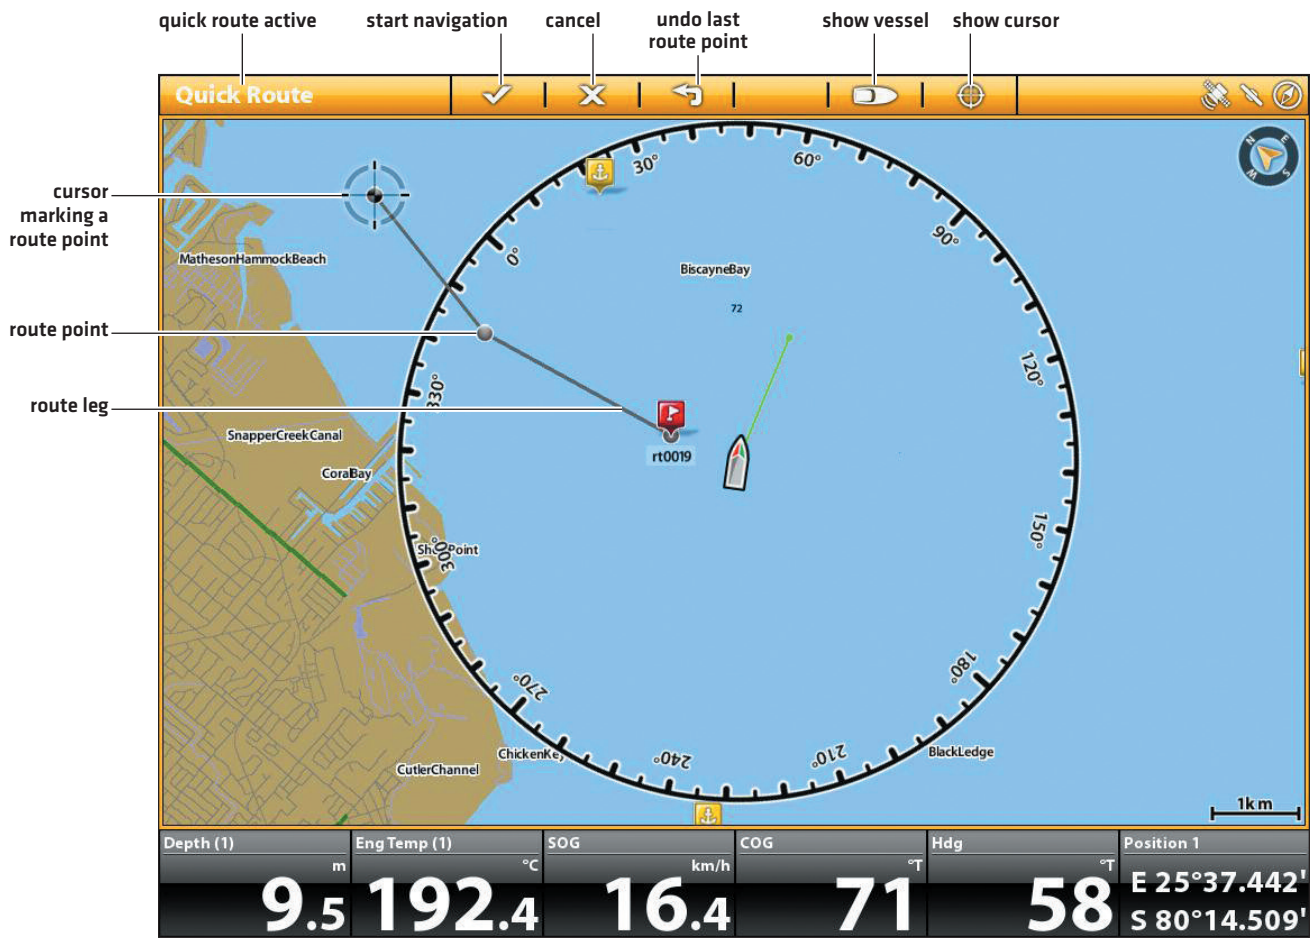 quick route active
start navigation
cancel
undo last
route point
show vessel
show cursor
Quick Route
N
E
S
W
cursor
marking a
route point
route point
route leg
30°
60°
0°
90°
330°
120°
300°
150°
270°
180°
240°
210°
MathesonHammockBeach
BiscayneBay
72
SnapperCreekCanal
CoralBay
rt0019
CutlerChannel
BlackLedge
1km
Depth (1)
m
9.5
Eng Temp (1)
°C
192.4
SOG
km/h
16.4
COG
°T
71
Hdg
°T
58
Position 1
E 25°37.442'
S 80°14.509'